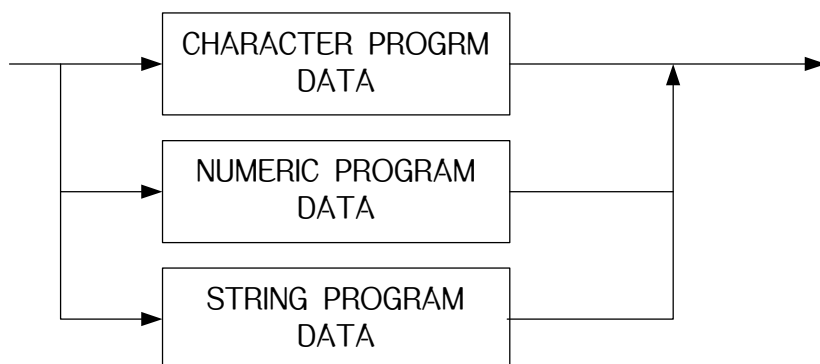 CHARACTER PROGRM
DATA
NUMERIC PROGRAM
DATA
STRING PROGRAM
DATA